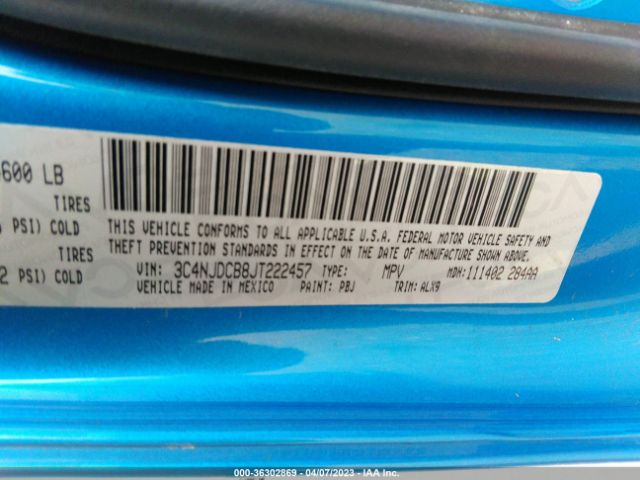 600 LB
TIRES
PSI) COLD
TIRES
2 PSI) COLD
THIS VEHICLE CONFORMS TO ALL APPLICABLE U.S.A. FEDERAL MOTOR VEHICLE SAFETY AND
THEFT PREVENTION STANDARDS IN EFFECT ON THE DATE OF MANUFACTURE SHOWN ABOVE.
VIN: 3C4NJDCB8JT222457 TYPE: MPV MDH: 111402 284AA
VEHICLE MADE IN MEXICO PAINT: PBJ TRIM: ALX9
000-36302869 - 04/07/2023 - IAA Inc.